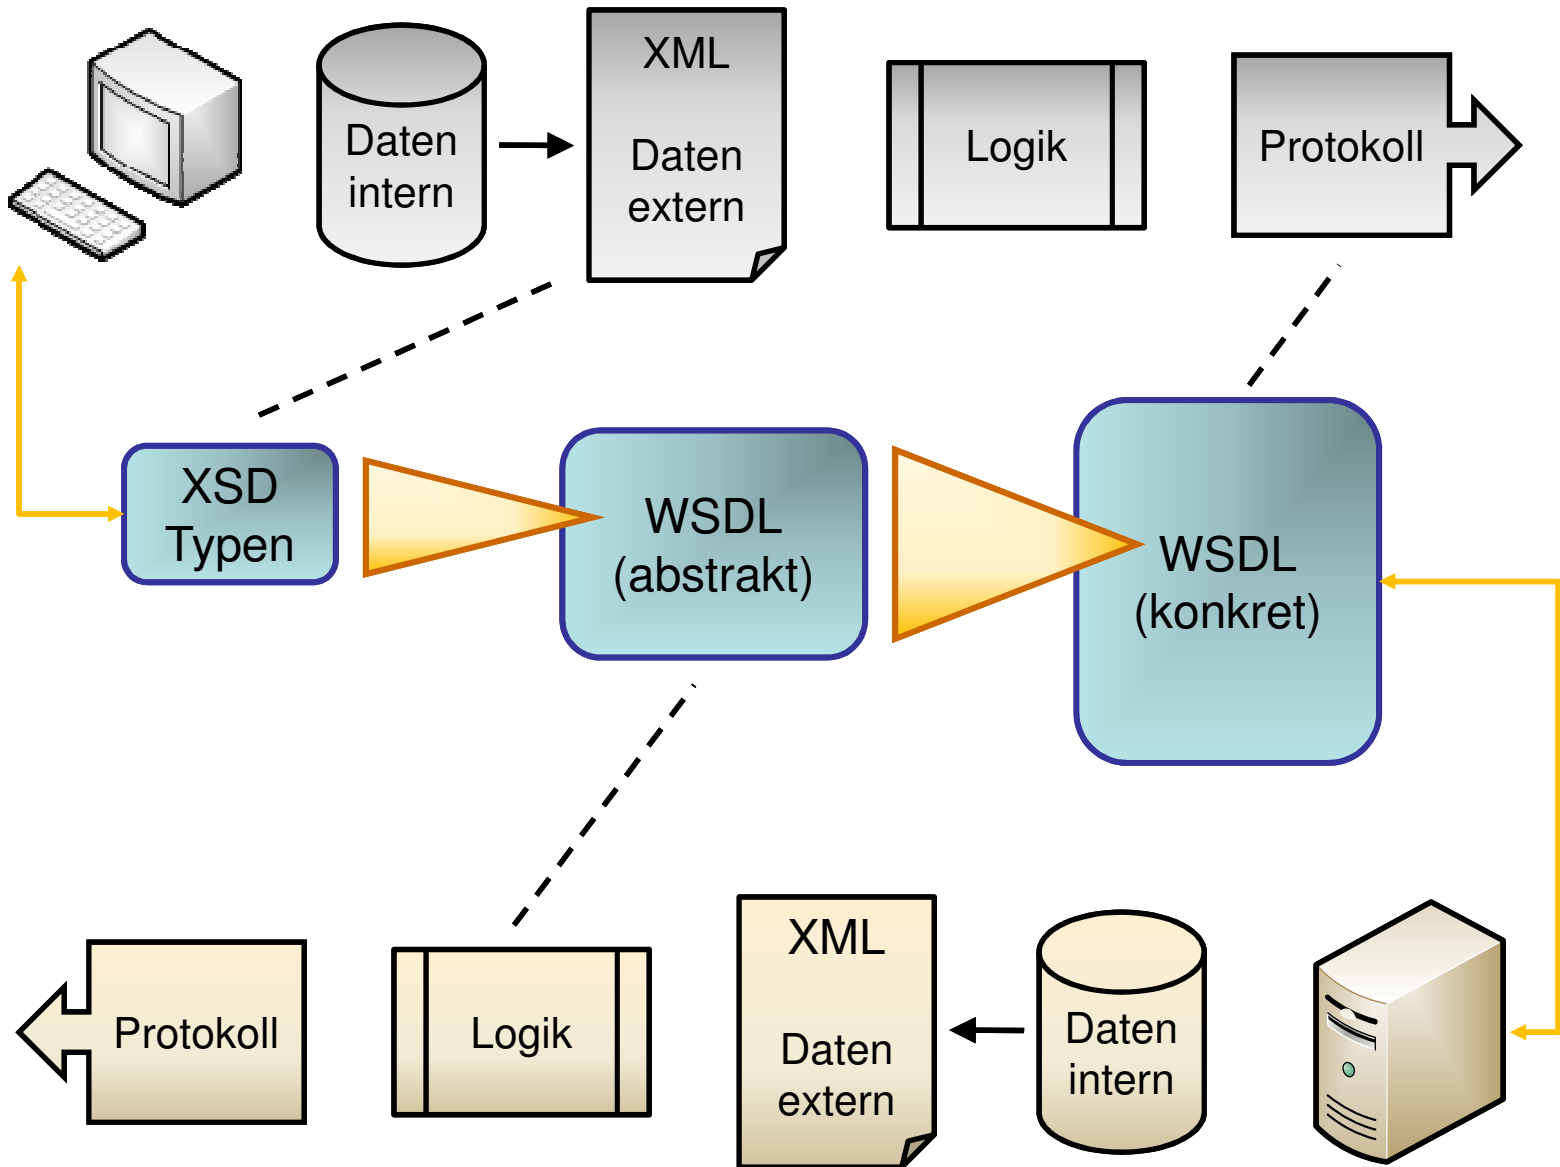 Daten
intern
XML
Daten
extern
Logik
Protokoll
XSD
Typen
WSDL
(abstrakt)
WSDL
(konkret)
Protokoll
Logik
XML
Daten
extern
Daten
intern